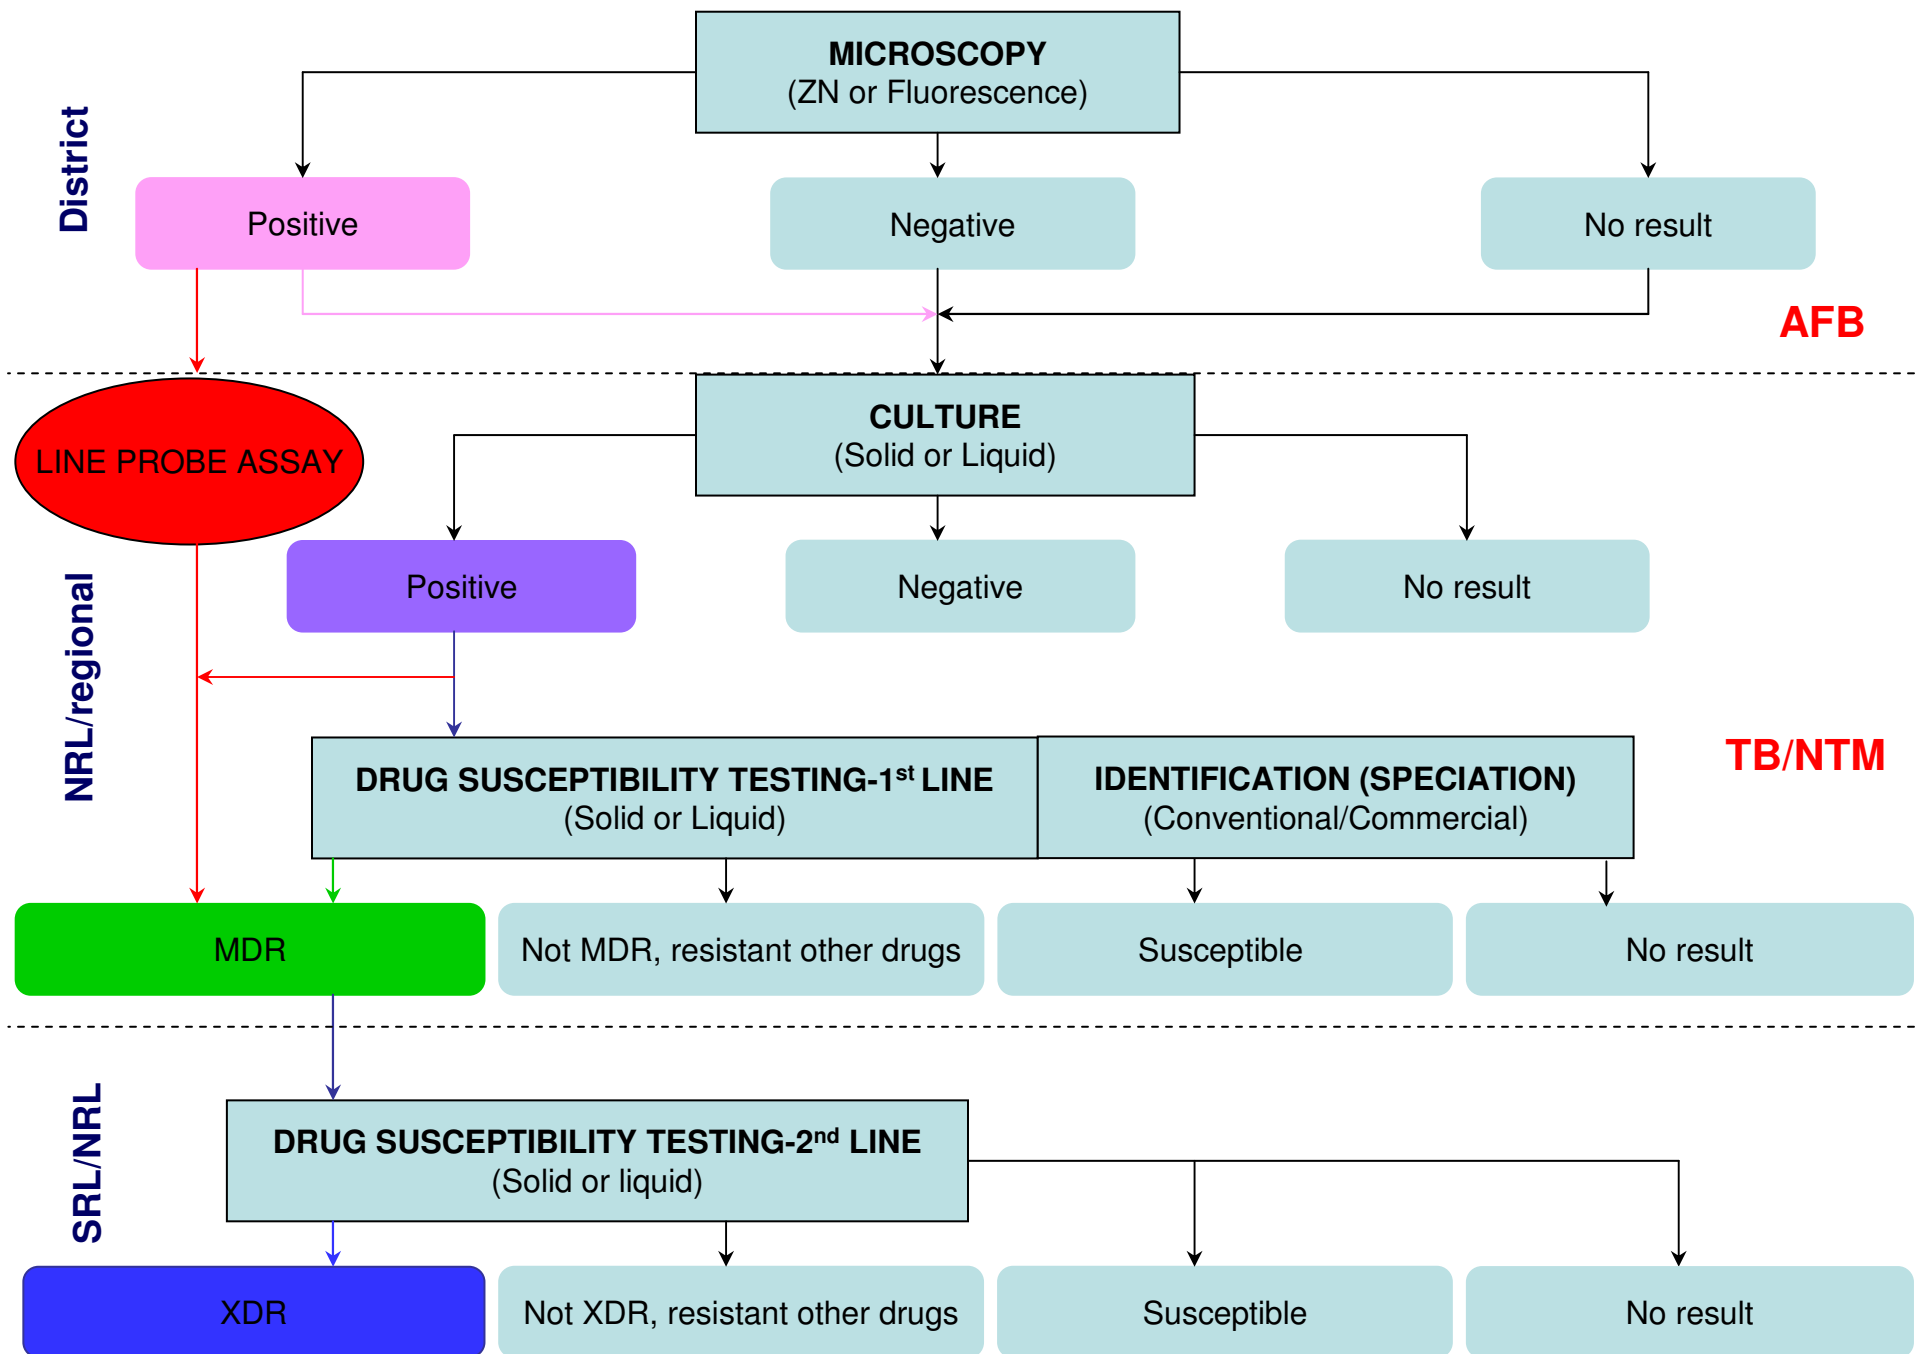 MICROSCOPY
(ZN or Fluorescence)
District
Positive
Negative
No result
AFB
CULTURE
(Solid or Liquid)
LINE PROBE ASSAY
Positive
Negative
No result
NRL/regional
DRUG SUSCEPTIBILITY TESTING-1st LINE
(Solid or Liquid)
IDENTIFICATION (SPECIATION)
(Conventional/Commercial)
TB/NTM
MDR
Not MDR, resistant other drugs
Susceptible
No result
SRL/NRL
DRUG SUSCEPTIBILITY TESTING-2nd LINE
(Solid or liquid)
XDR
Not XDR, resistant other drugs
Susceptible
No result